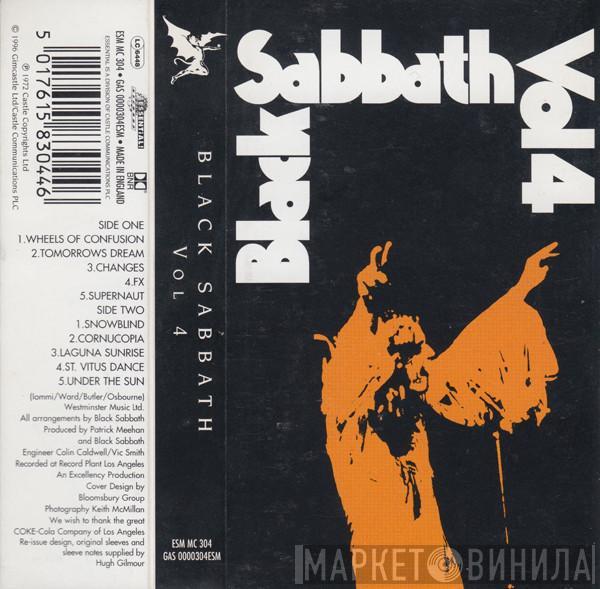 LC 6448
ESM MC 304 • GAS 0000304ESM • MADE IN ENGLAND
ESSENTIAL IS A DIVISION OF CASTLE COMMUNICATIONS PLC
ESSENTIAL!
BNR
5 017615 830446
℗ 1972 Castle Copyrights Ltd
© 1996 Gimcastle Ltd/Castle Communications PLC
SIDE ONE
1.WHEELS OF CONFUSION
2.TOMORROWS DREAM
3.CHANGES
4.FX
5.SUPERNAUT
SIDE TWO
1.SNOWBLIND
2.CORNUCOPIA
3.LAGUNA SUNRISE
4.ST. VITUS DANCE
5.UNDER THE SUN
(Iommi/Ward/Butler/Osbourne)
Westminster Music Ltd.
All arrangements by Black Sabbath
Produced by Patrick Meehan
and Black Sabbath
Engineer Colin Caldwell/Vic Smith
Recorded at Record Plant Los Angeles
An Excellency Production
Cover Design by
Bloomsbury Group
Photography Keith McMillan
We wish to thank the great
COKE-Cola Company of Los Angeles
Re-issue design, original sleeves and
sleeve notes supplied by
Hugh Gilmour
BLACK SABBATH
VOL 4
ESM MC 304
GAS 0000304ESM
Black
Sabbath
Vol 4
МАРКЕТ ВИНИЛА